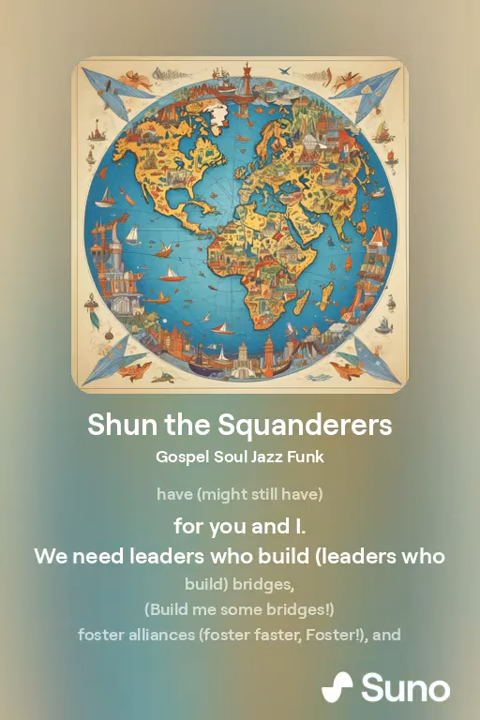 Shun the Squanderers
Gospel Soul Jazz Funk
have (might still have)
for you and I.
We need leaders who build (leaders who
build) bridges,
(Build me some bridges!)
foster alliances (foster faster, Foster!), and
Suno